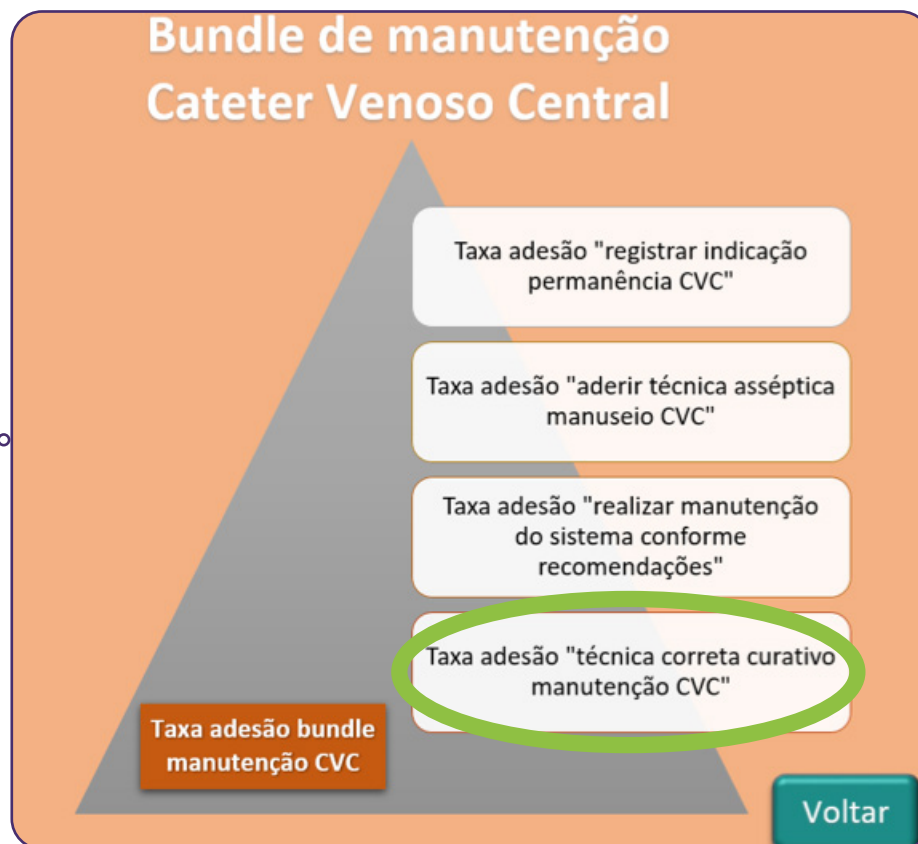 Bundle de manutenção
Cateter Venoso Central
Taxa adesão "registrar indicação
permanência CVC"
Taxa adesão "aderir técnica asséptica
manuseio CVC"
Taxa adesão "realizar manutenção
do sistema conforme
recomendações"
Taxa adesão "técnica correta curativo
manutenção CVC"
Taxa adesão bundle
manutenção CVC
Voltar